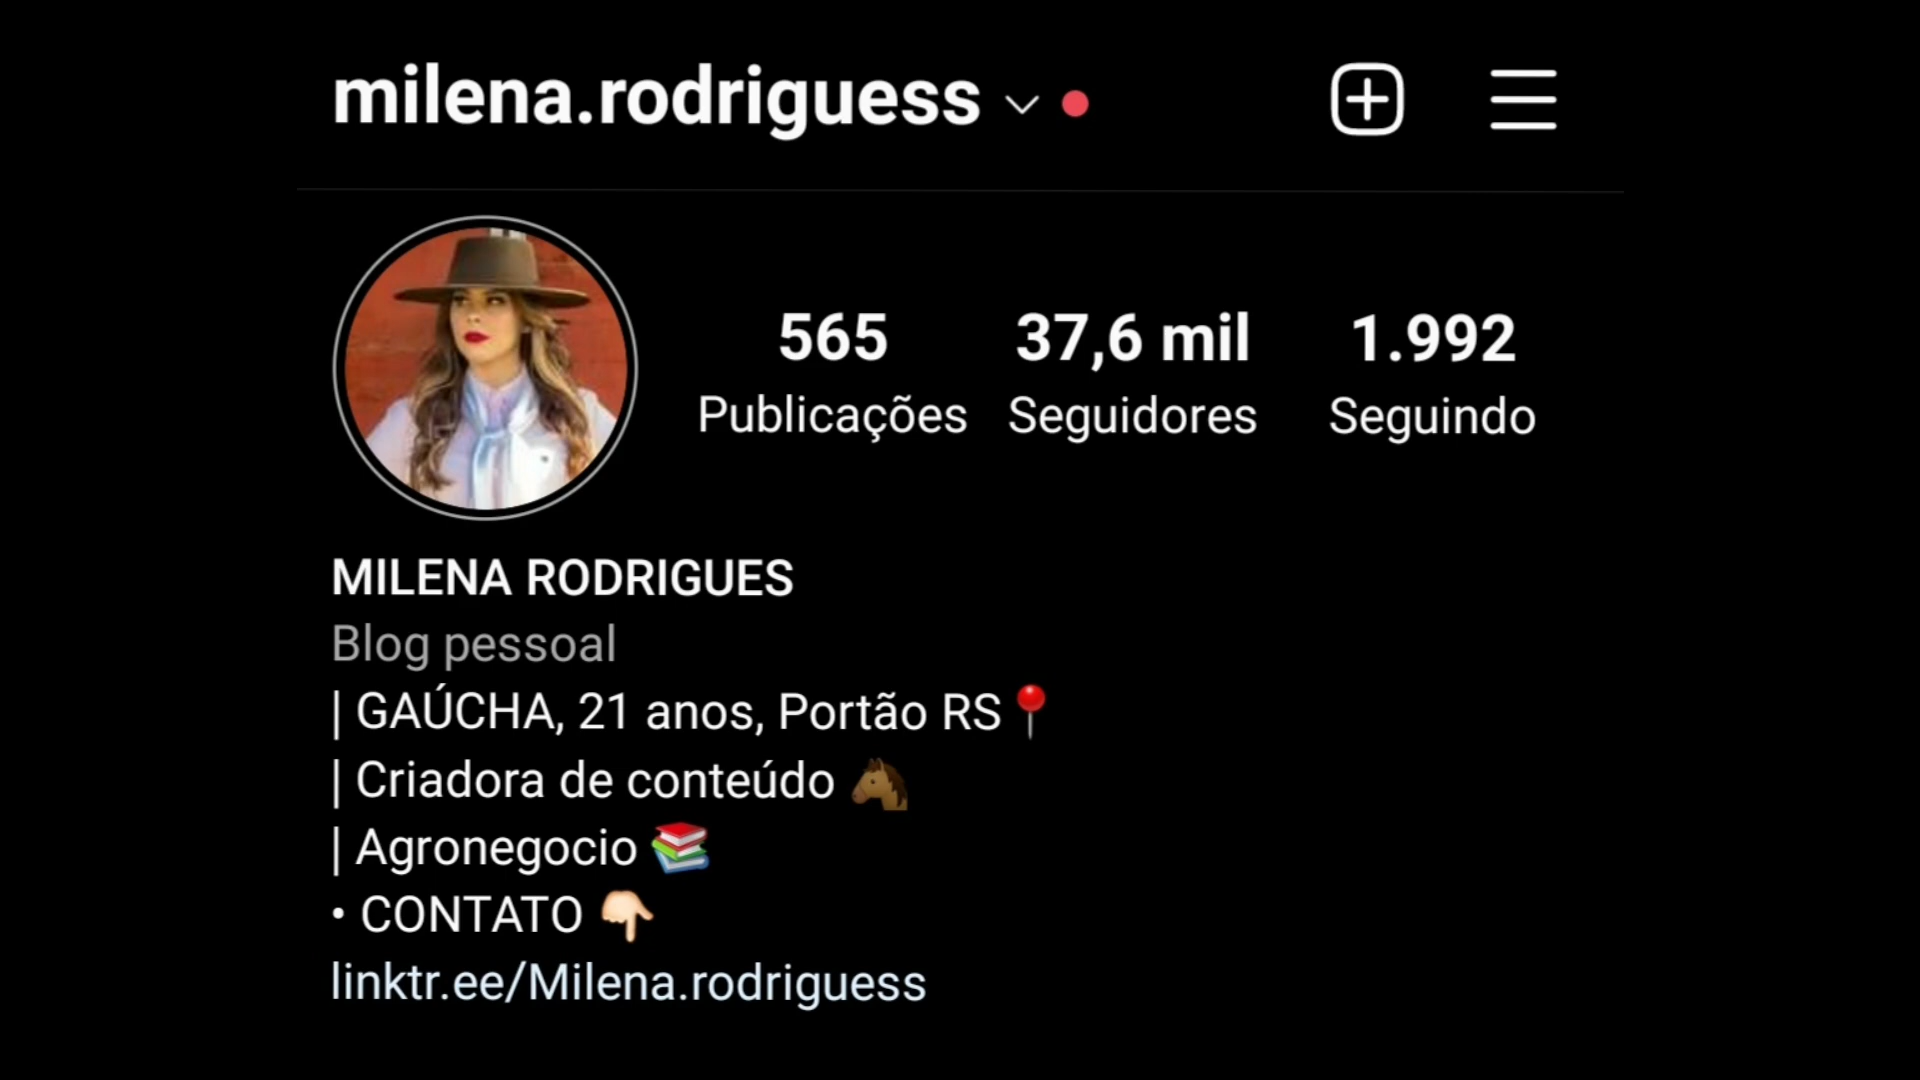 milena.rodriguess
565 37,6 mil 1.992
Publicações Seguidores Seguindo
MILENA RODRIGUES
Blog pessoal
| GAÚCHA, 21 anos, Portão RS📍
| Criadora de conteúdo 🐴
| Agronegocio 📚
• CONTATO 👇🏻
linktr.ee/Milena.rodriguess